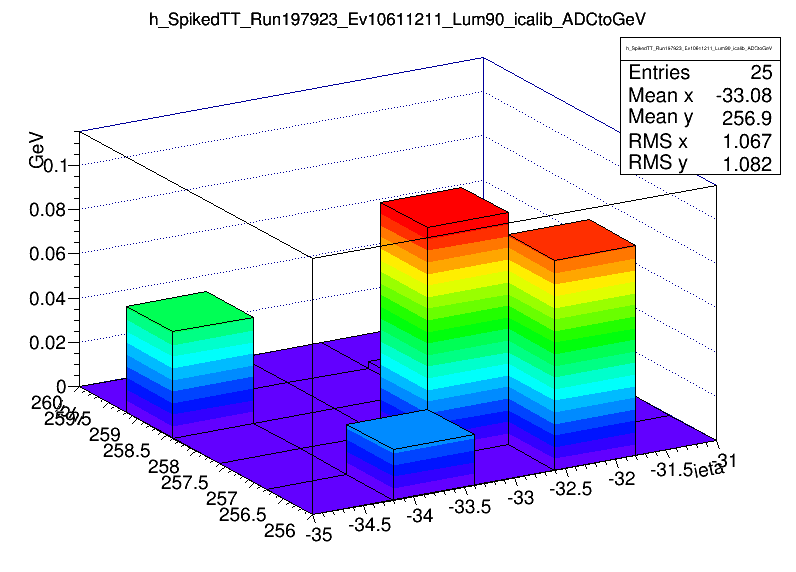 h_SpikedTT_Run197923_Ev10611211_Lum90_icalib_ADCtoGeV
h_SpikedTT_Run197923_Ev10611211_Lum90_icalib_ADCtoGeV
Entries 25
Mean x -33.08
Mean y 256.9
RMS x 1.067
RMS y 1.082
GeV
0.1
0.08
0.06
0.04
0.02
0
260
259.5
259
258.5
258
257.5
257
256.5
256
-35
-34.5
-34
-33.5
-33
-32.5
-32
-31.5
-31
ieta